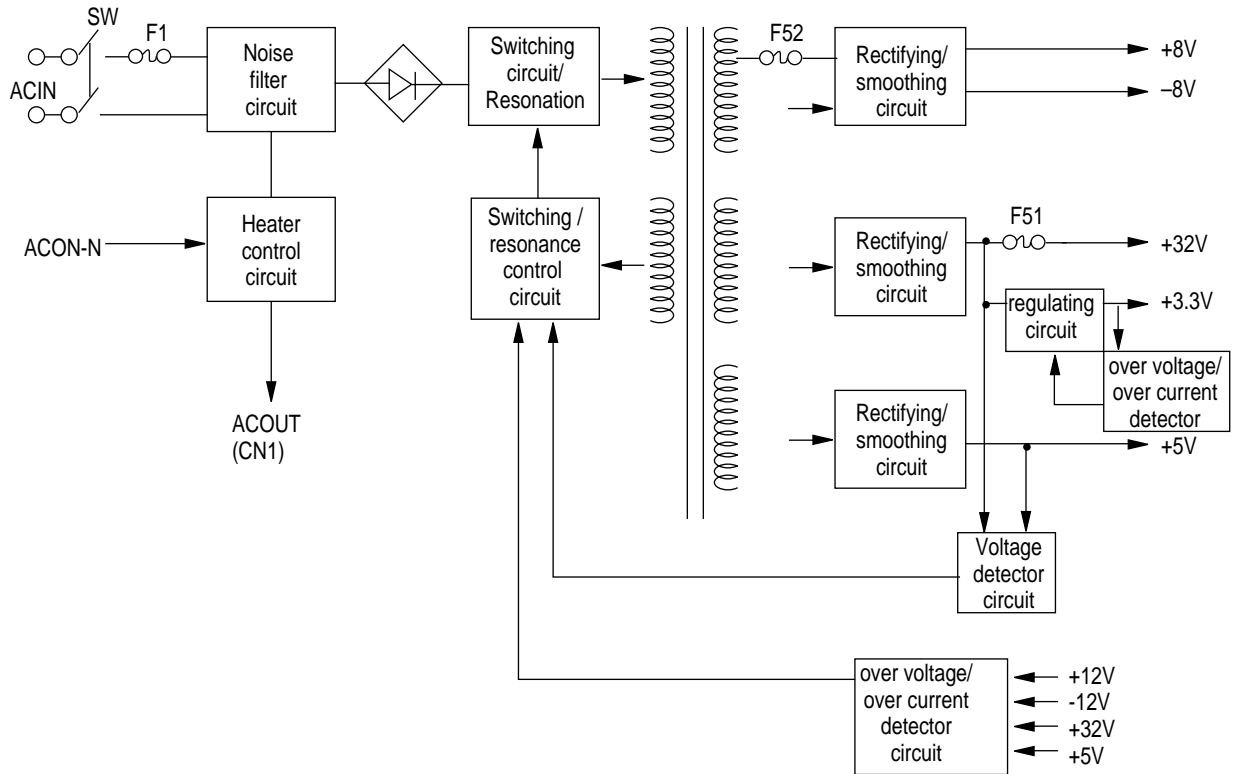 SW
F1
ACIN
Noise
filter
circuit
Switching
circuit/
Resonation
F52
Rectifying/
smoothing
circuit
+8V
–8V
ACON-N
Heater
control
circuit
Switching /
resonance
control
circuit
Rectifying/
smoothing
circuit
F51
+32V
regulating
circuit
+3.3V
over voltage/
over current
detector
ACOUT
(CN1)
Rectifying/
smoothing
circuit
+5V
Voltage
detector
circuit
over voltage/
over current
detector
circuit
+12V
-12V
+32V
+5V